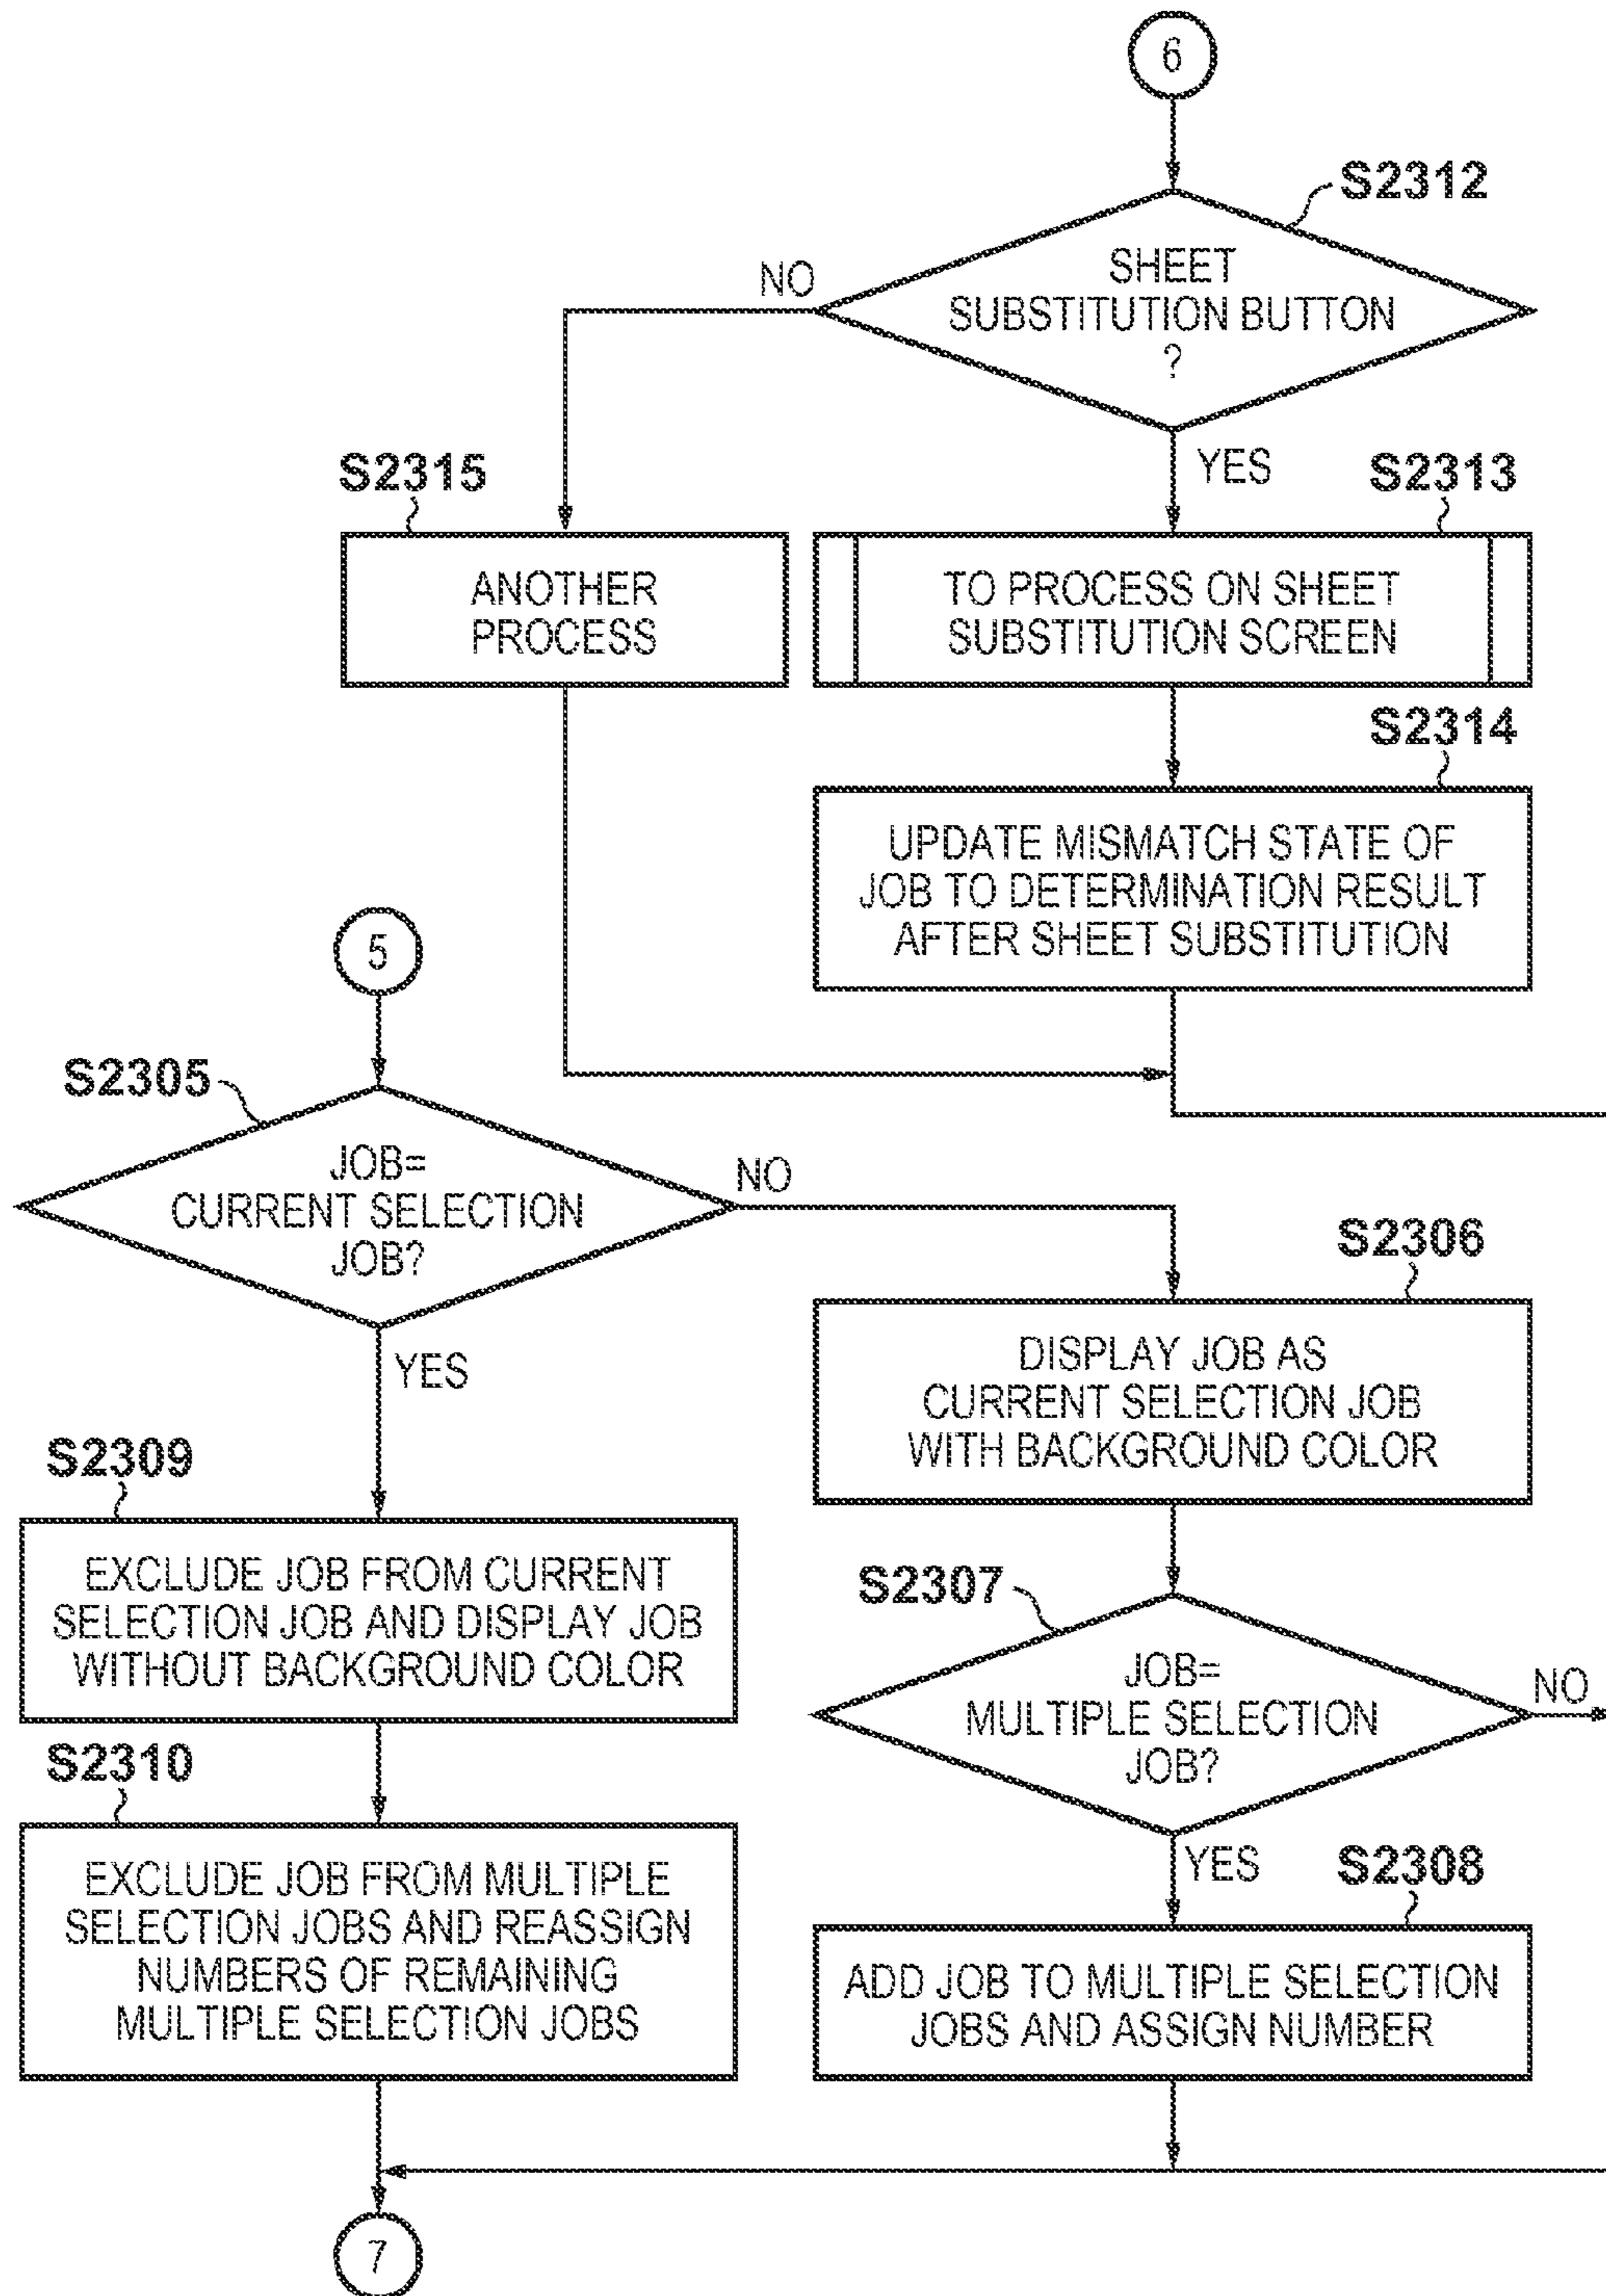 6
S2312
NO
SHEET
SUBSTITUTION BUTTON
?
YES
S2315
S2313
ANOTHER
PROCESS
TO PROCESS ON SHEET
SUBSTITUTION SCREEN
S2314
UPDATE MISMATCH STATE OF
JOB TO DETERMINATION RESULT
AFTER SHEET SUBSTITUTION
5
S2305
JOB=
CURRENT SELECTION
JOB?
NO
YES
S2306
DISPLAY JOB AS
CURRENT SELECTION JOB
WITH BACKGROUND COLOR
S2309
EXCLUDE JOB FROM CURRENT
SELECTION JOB AND DISPLAY JOB
WITHOUT BACKGROUND COLOR
S2307
JOB=
MULTIPLE SELECTION
JOB?
NO
YES
S2310
EXCLUDE JOB FROM MULTIPLE
SELECTION JOBS AND REASSIGN
NUMBERS OF REMAINING
MULTIPLE SELECTION JOBS
S2308
ADD JOB TO MULTIPLE SELECTION
JOBS AND ASSIGN NUMBER
7